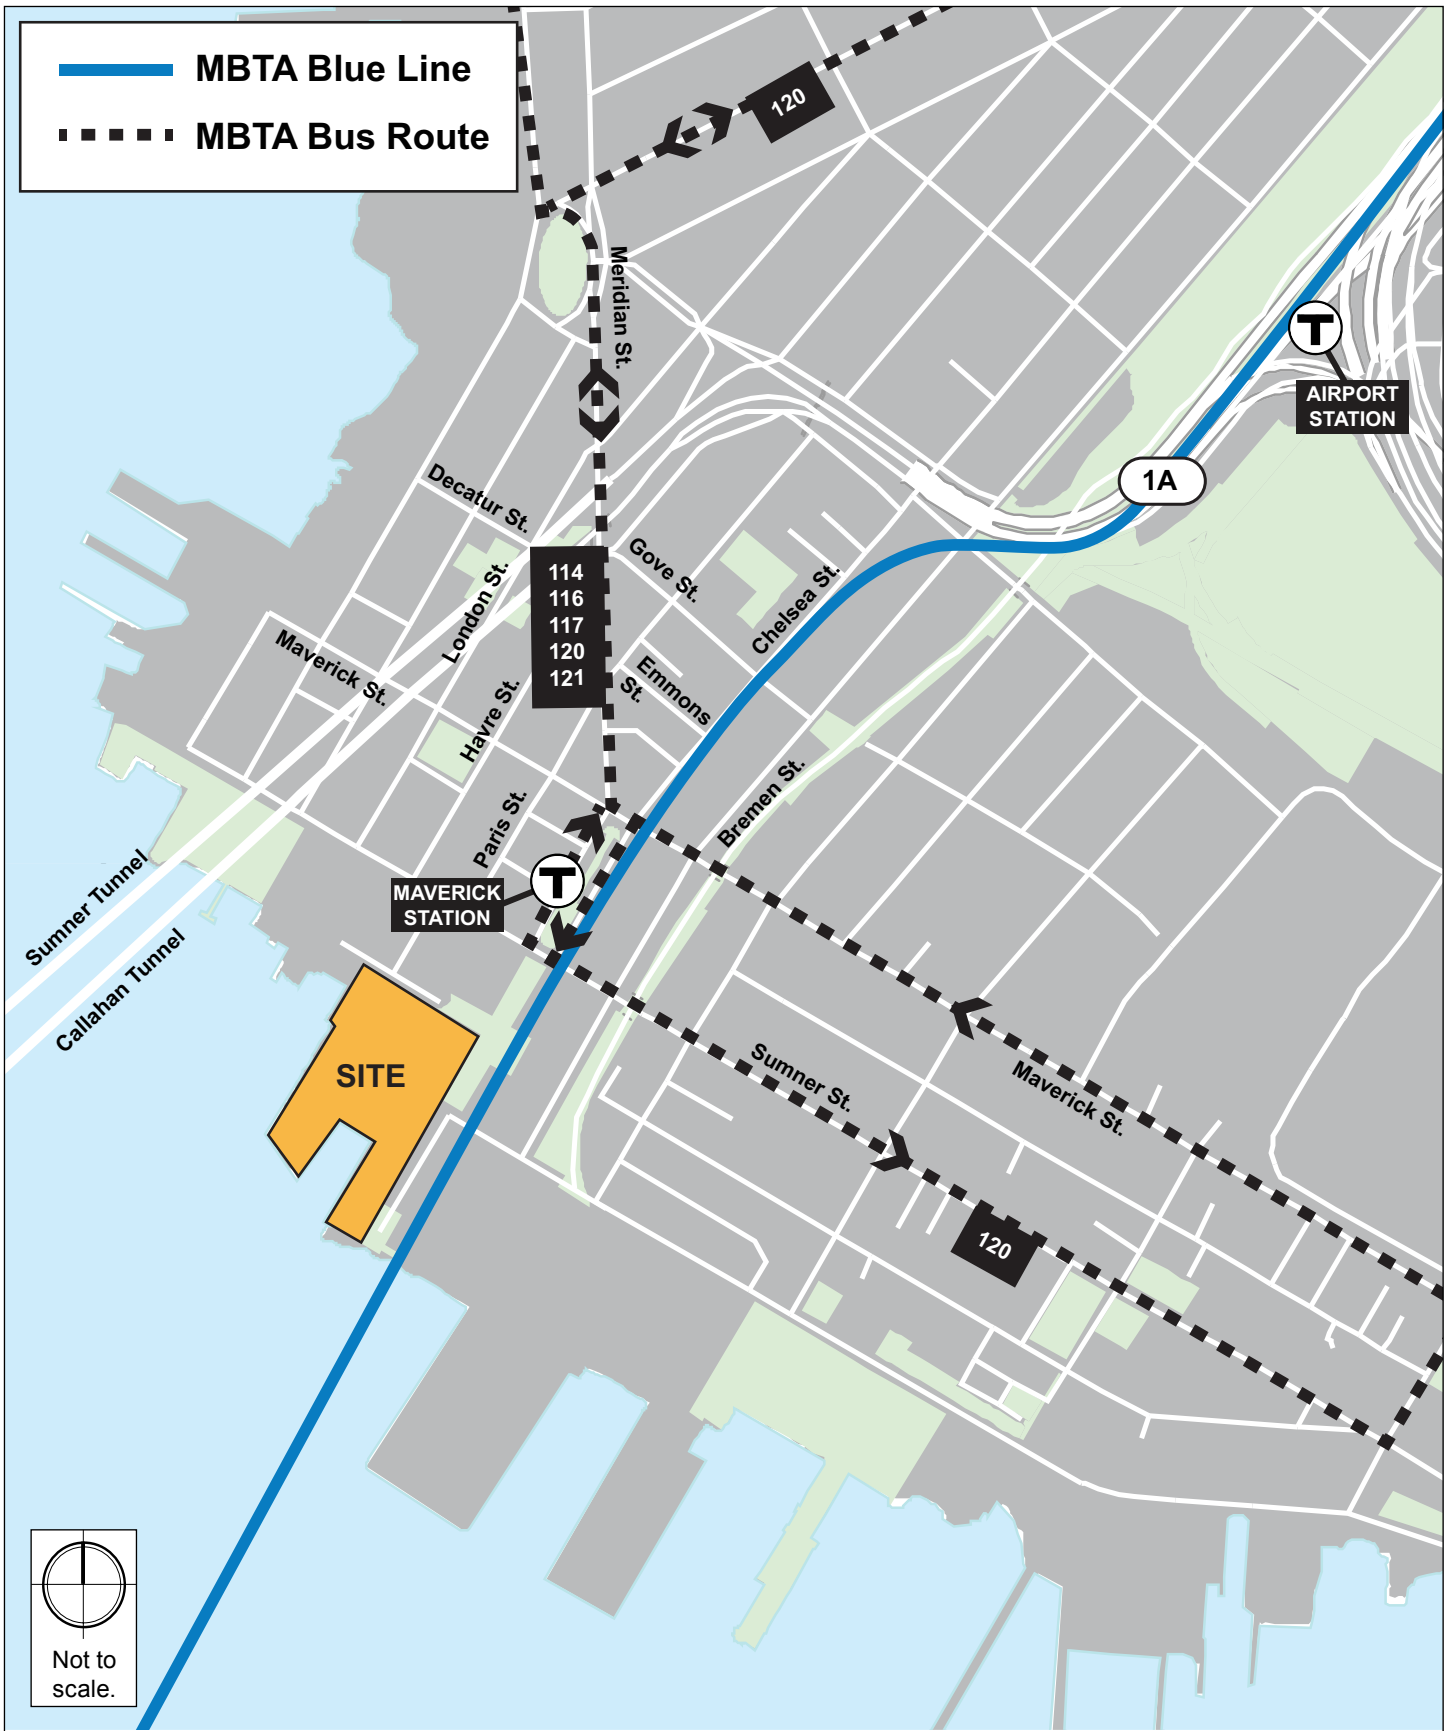 MBTA Blue Line
MBTA Bus Route
120
Meridian St.
T
AIRPORT
STATION
1A
Decatur St.
Gove St.
114
116
117
120
121
London St.
Chelsea St.
Maverick St.
Emmons
St.
Havre St.
Bremen St.
Paris St.
T
MAVERICK
STATION
Sumner Tunnel
Callahan Tunnel
SITE
Sumner St.
Maverick St.
120
Not to
scale.